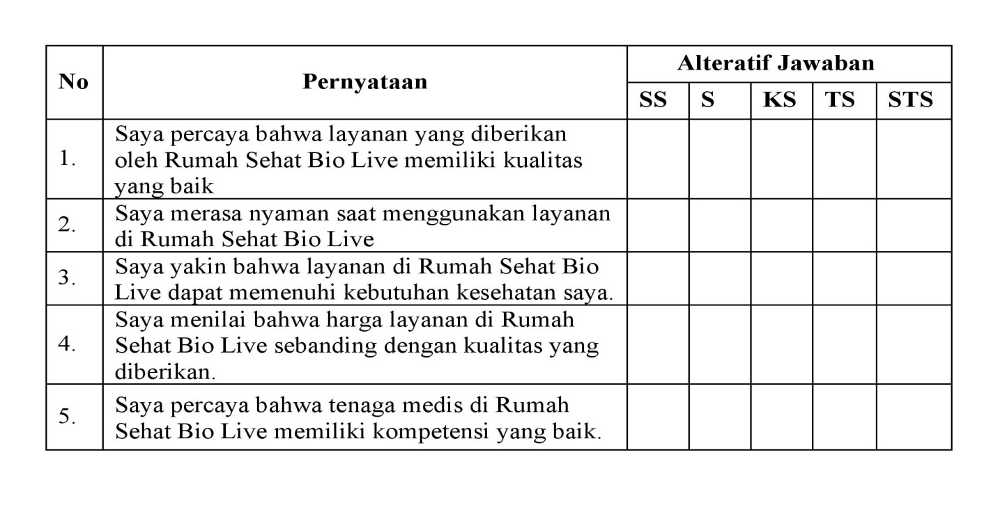 No
Pernyataan
Alteratif Jawaban
SS S KS TS STS
1.
Saya percaya bahwa layanan yang diberikan
oleh Rumah Sehat Bio Live memiliki kualitas
yang baik
2.
Saya merasa nyaman saat menggunakan layanan
di Rumah Sehat Bio Live
3.
Saya yakin bahwa layanan di Rumah Sehat Bio
Live dapat memenuhi kebutuhan kesehatan saya.
4.
Saya menilai bahwa harga layanan di Rumah
Sehat Bio Live sebanding dengan kualitas yang
diberikan.
5.
Saya percaya bahwa tenaga medis di Rumah
Sehat Bio Live memiliki kompetensi yang baik.